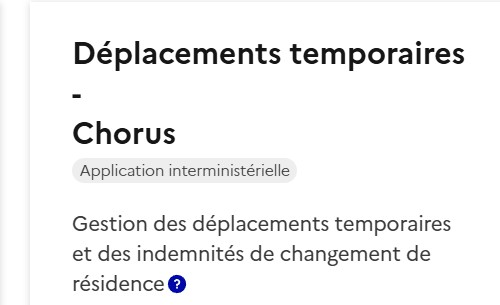 Déplacements temporaires
-
Chorus
Application interministérielle
Gestion des déplacements temporaires
et des indemnités de changement de
résidence ?